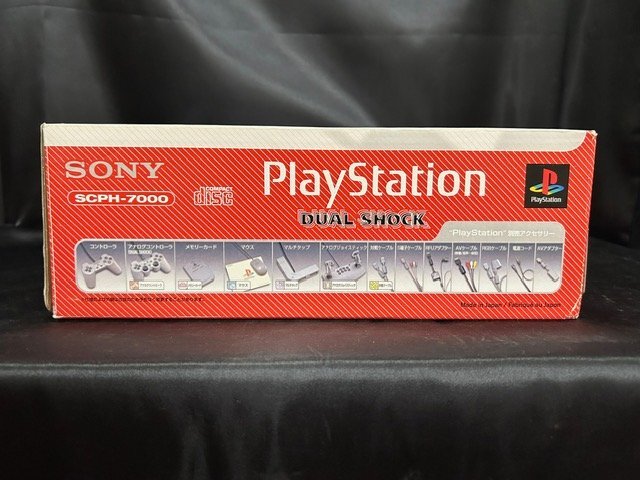 SONY
SCPH-7000
COMPACT
disc
PlayStation
DUAL SHOCK
PlayStation
"PlayStation" 別売アクセサリー
コントローラ
アナログコントローラ
DUAL SHOCK
メモリーカード
マウス
マルチタップ
アナログジョイスティック
対戦ケーブル
S端子ケーブル
RFUアダプター
AVケーブル
RGBケーブル
電源コード
AVアダプター
マウス
Made in Japan / Fabriqué au Japon